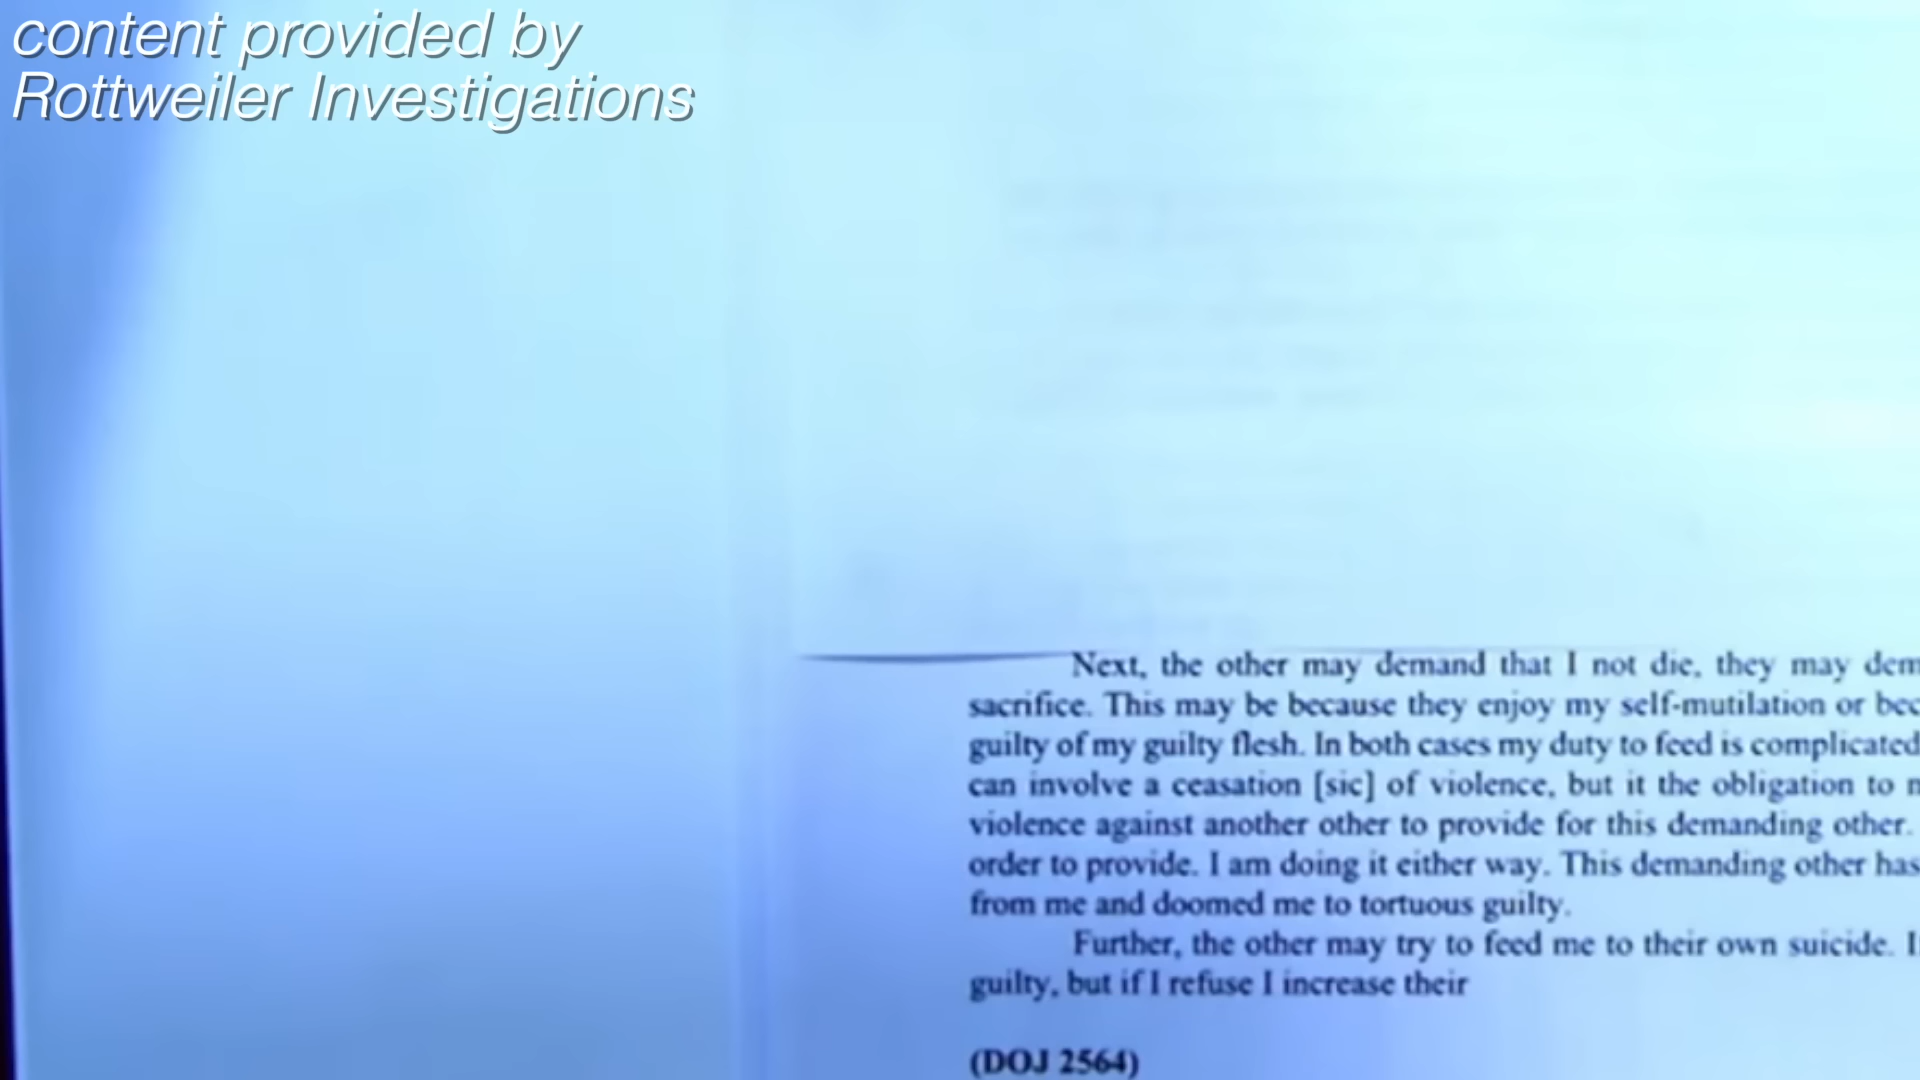 content provided by
Rottweiler Investigations
Next, the other may demand that I not die, they may
sacrifice. This may be because they enjoy my self-mutilation or
guilty of my guilty flesh. In both cases my duty to feed is complicated
can involve a ceasation [sic] of violence, but it the obligation to
violence against another other to provide for this demanding other.
order to provide. I am doing it either way. This demanding other has
from me and doomed me to tortuous guilty.
Further, the other may try to feed me to their own suicide.
guilty, but if I refuse I increase their
(DOJ 2564)